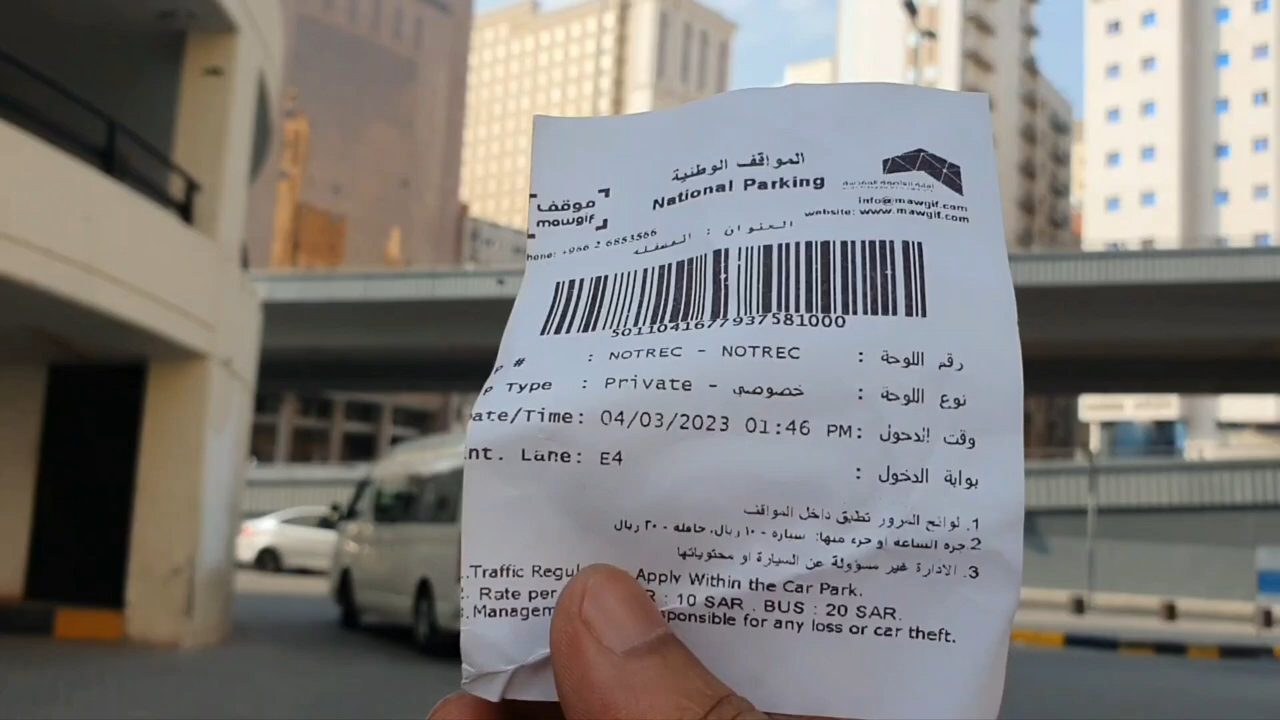 المواقف الوطنية
National Parking
موقف
mawgif
info@mawgif.com
website: www.mawgif.com
hone: +966 2 6853566
العنوان : المسفله
5011041677937581000
p # : NOTREC - NOTREC رقم اللوحة :
p Type : Private - خصوصي نوع اللوحة :
ate/Time: 04/03/2023 01:46 PM وقت الدخول :
nt. Lane: E4 بوابة الدخول :
1. لوائح المرور تطبق داخل المواقف
2.جره الساعه او جزء منها: سياره - ١٠ ريال، حافله - ٢٠ ريال
3. الادارة غير مسؤولة عن السيارة او محتوياتها
.Traffic Regul Apply Within the Car Park.
. Rate per R : 10 SAR . BUS : 20 SAR.
.Managem sponsible for any loss or car theft.